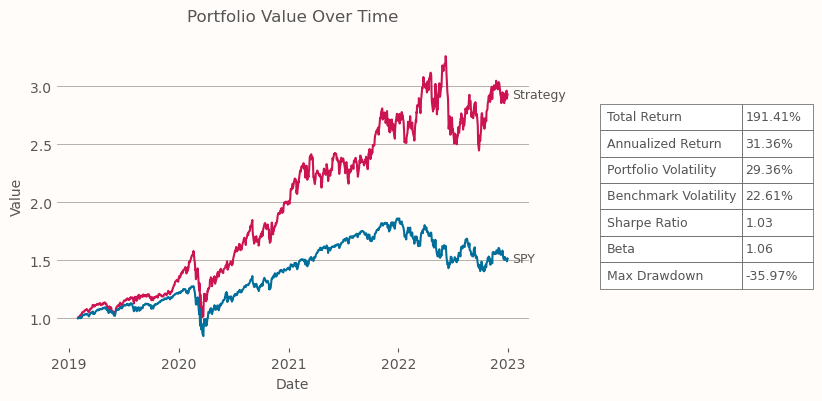 Portfolio Value Over Time
Value
3.0
2.5
2.0
1.5
1.0
Strategy
SPY
2019 2020 2021 2022 2023
Date
Total Return 191.41%
Annualized Return 31.36%
Portfolio Volatility 29.36%
Benchmark Volatility 22.61%
Sharpe Ratio 1.03
Beta 1.06
Max Drawdown -35.97%